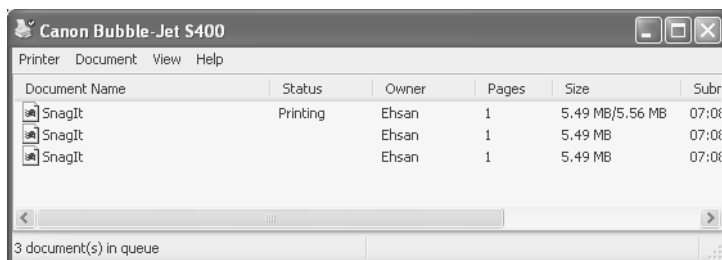 Canon Bubble-Jet S400
Printer Document View Help
Document Name Status Owner Pages Size Subr
SnagIt Printing Ehsan 1 5.49 MB/5.56 MB 07:08
SnagIt Ehsan 1 5.49 MB 07:08
SnagIt Ehsan 1 5.49 MB 07:08
3 document(s) in queue